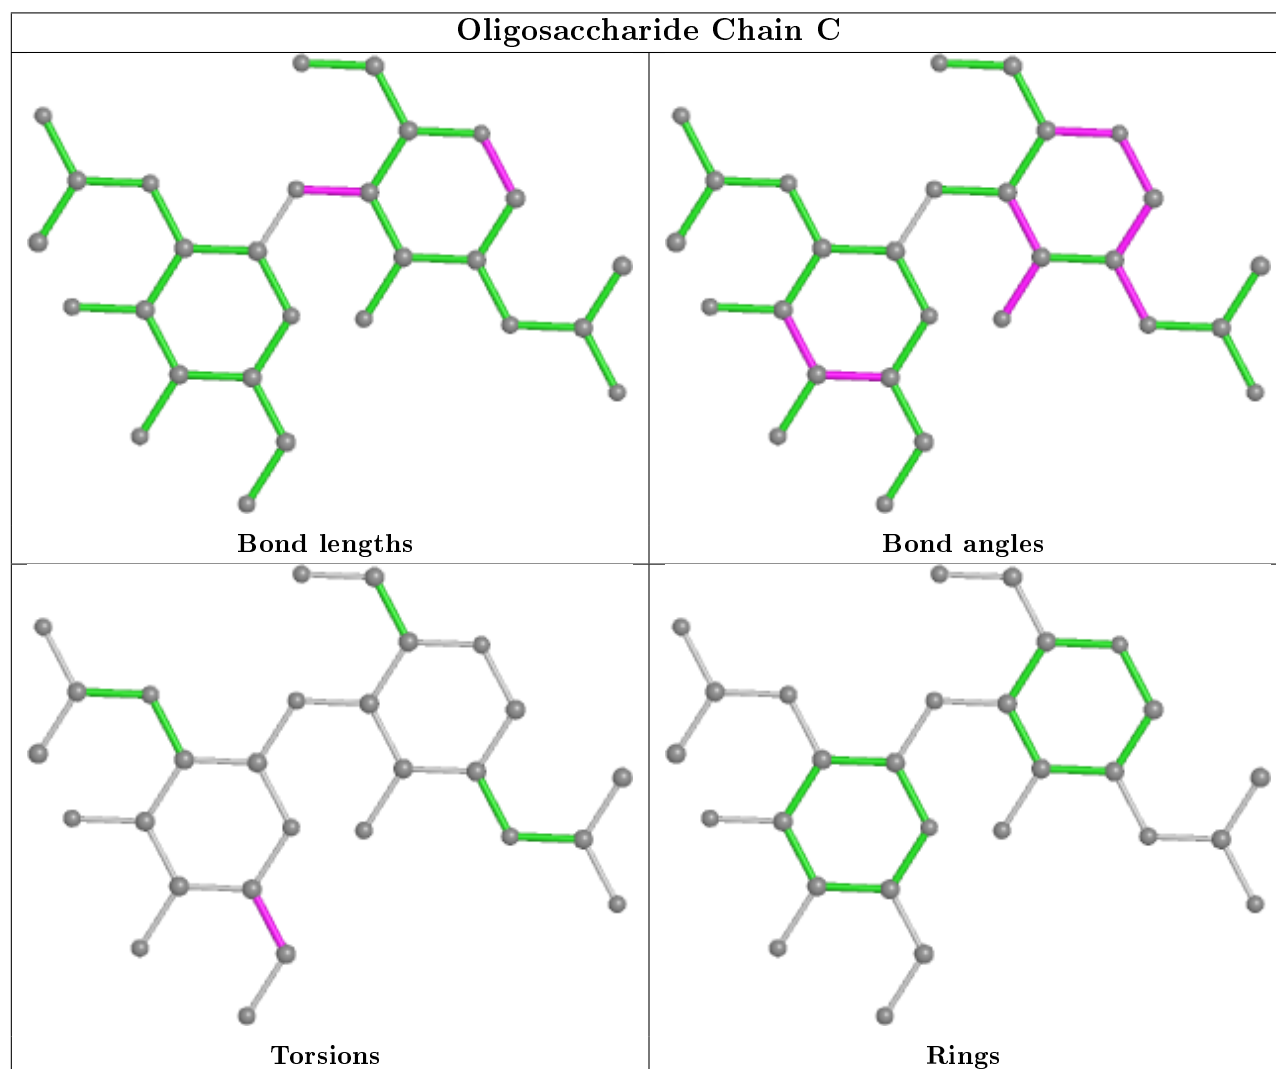 Oligosaccharide Chain C
Bond lengths
Bond angles
Torsions
Rings